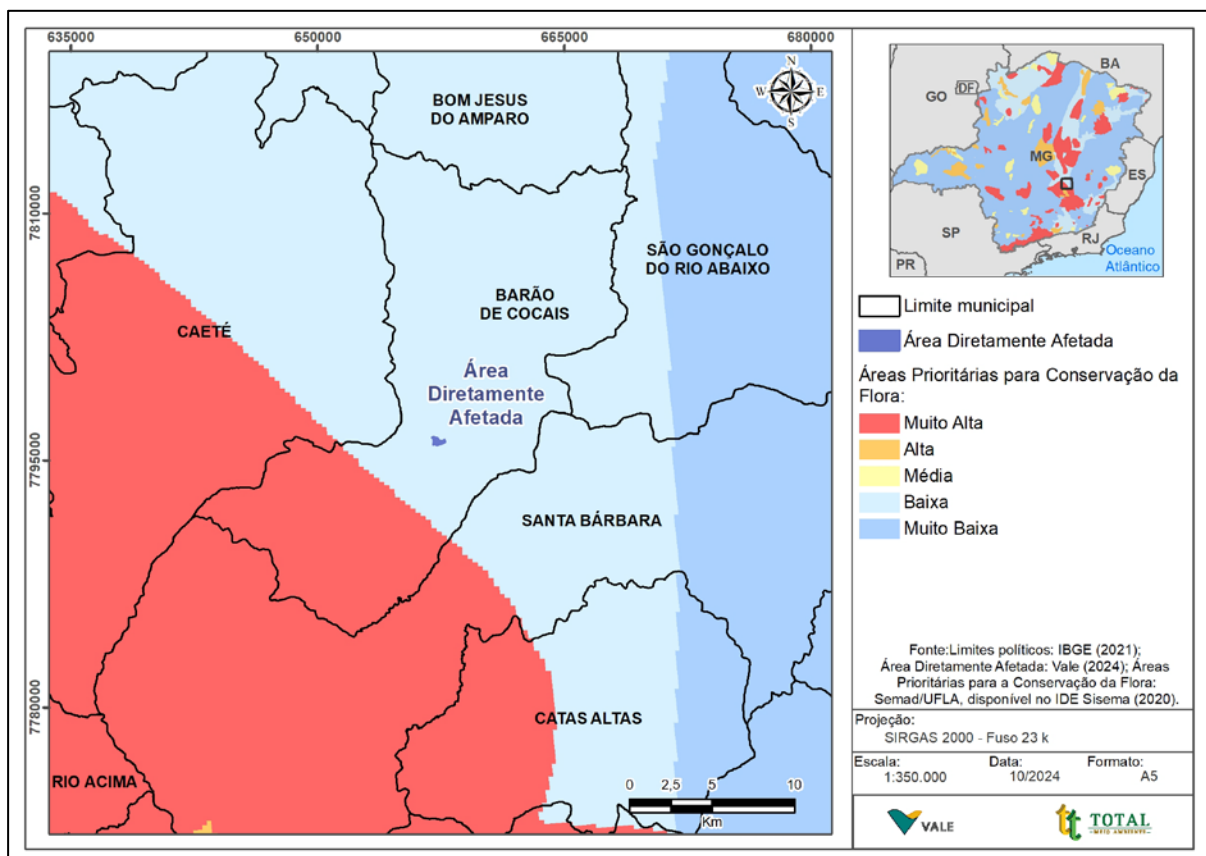 635000
650000
665000
680000
7810000
7795000
7780000
N
W E
S
BOM JESUS
DO AMPARO
SÃO GONÇALO
DO RIO ABAIXO
BARÃO
DE COCAIS
CAETÉ
Área
Diretamente
Afetada
SANTA BÁRBARA
CATAS ALTAS
RIO ACIMA
0 2,5 5 10
Km
BA
GO
DF
MG
ES
SP
RJ
PR
Oceano
Atlântico
Limite municipal
Área Diretamente Afetada
Áreas Prioritárias para Conservação da
Flora:
Muito Alta
Alta
Média
Baixa
Muito Baixa
Fonte:Limites políticos: IBGE (2021);
Área Diretamente Afetada: Vale (2024); Áreas
Prioritárias para a Conservação da Flora:
Semad/UFLA, disponível no IDE Sisema (2020).
Projeção:
SIRGAS 2000 - Fuso 23 k
Escala: Data: Formato:
1:350.000 10/2024 A5
VALE
TOTAL
MEIO AMBIENTE